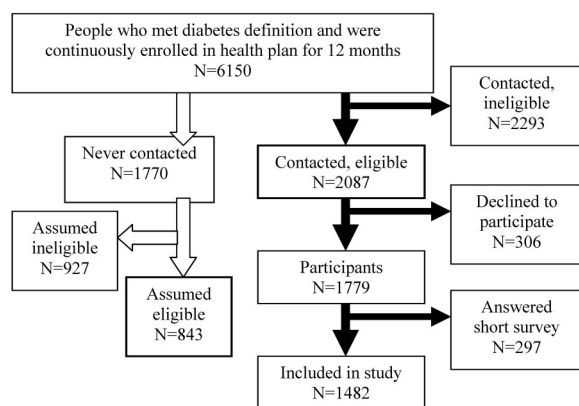 People who met diabetes definition and were
continuously enrolled in health plan for 12 months
N=6150
Contacted,
ineligible
N=2293
Never contacted
N=1770
Contacted, eligible
N=2087
Assumed
ineligible
N=927
Declined to
participate
N=306
Assumed
eligible
N=843
Participants
N=1779
Answered
short survey
N=297
Included in study
N=1482